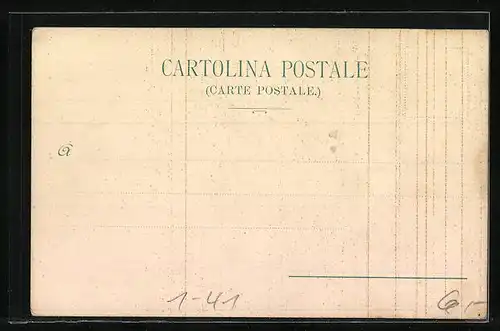 CARTOLINA POSTALE
(CARTE POSTALE.)
A
1-41
6,-